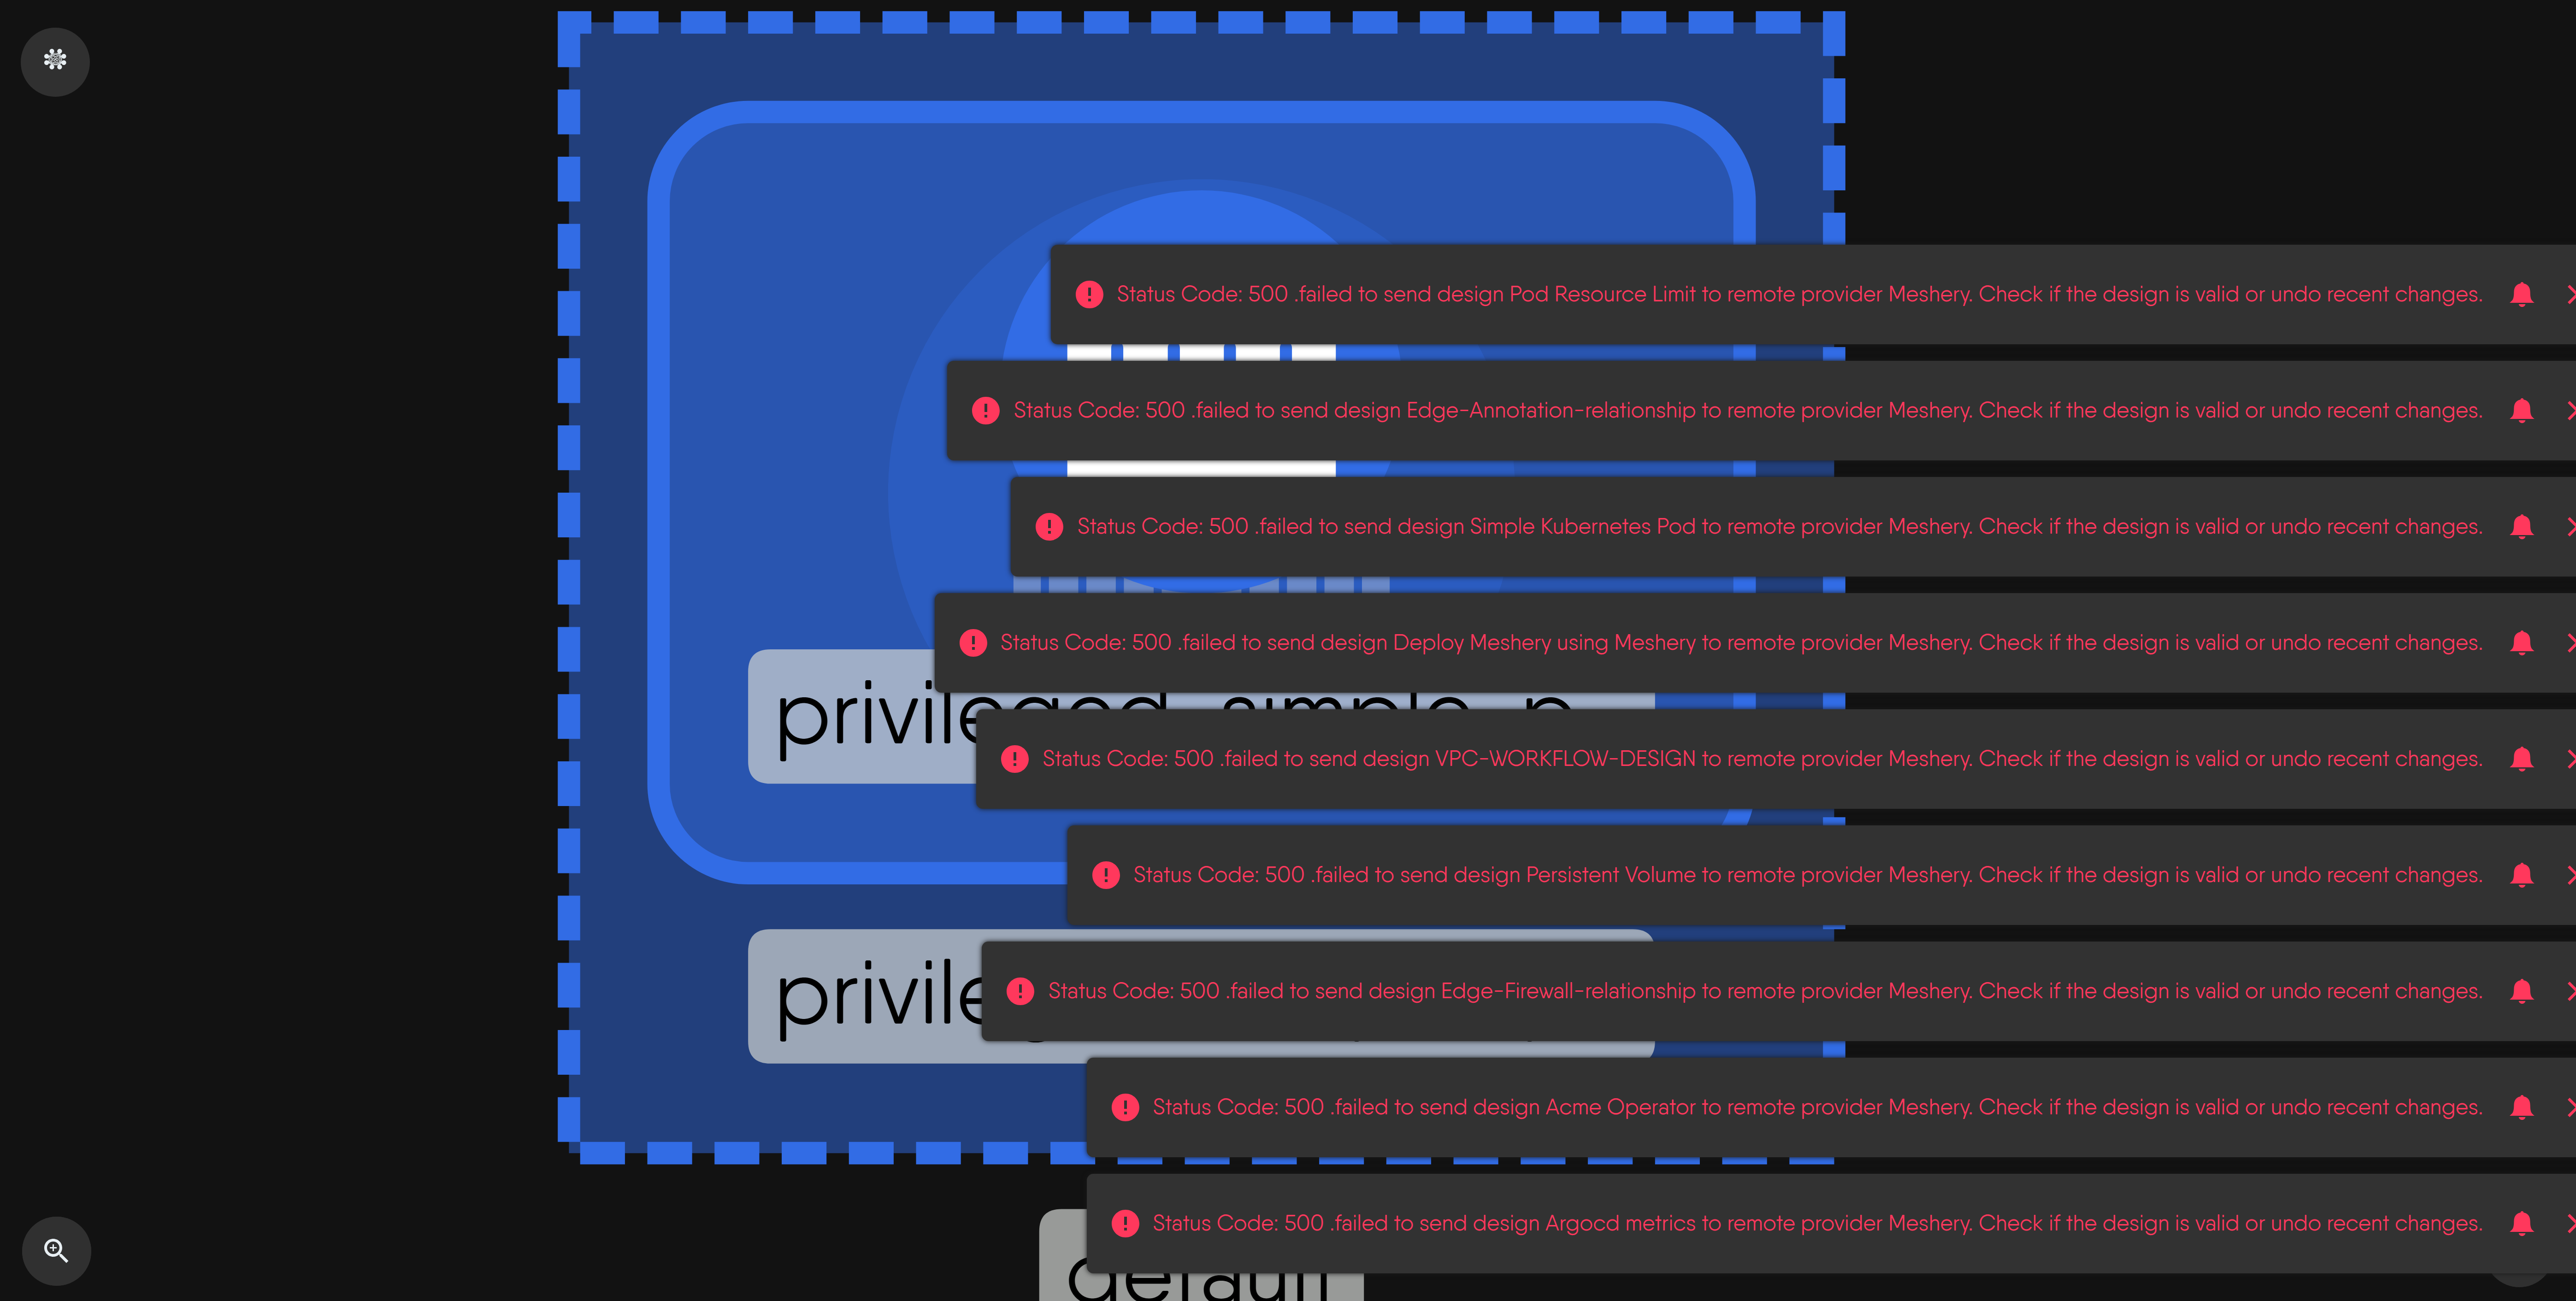 Status Code: 500 .failed to send design Pod Resource Limit to remote provider Meshery. Check if the design is valid or undo recent changes.
Status Code: 500 .failed to send design Edge-Annotation-relationship to remote provider Meshery. Check if the design is valid or undo recent changes.
Status Code: 500 .failed to send design Simple Kubernetes Pod to remote provider Meshery. Check if the design is valid or undo recent changes.
Status Code: 500 .failed to send design Deploy Meshery using Meshery to remote provider Meshery. Check if the design is valid or undo recent changes.
privileged-simple-p
Status Code: 500 .failed to send design VPC-WORKFLOW-DESIGN to remote provider Meshery. Check if the design is valid or undo recent changes.
Status Code: 500 .failed to send design Persistent Volume to remote provider Meshery. Check if the design is valid or undo recent changes.
Status Code: 500 .failed to send design Edge-Firewall-relationship to remote provider Meshery. Check if the design is valid or undo recent changes.
Status Code: 500 .failed to send design Acme Operator to remote provider Meshery. Check if the design is valid or undo recent changes.
Status Code: 500 .failed to send design Argocd metrics to remote provider Meshery. Check if the design is valid or undo recent changes.
default